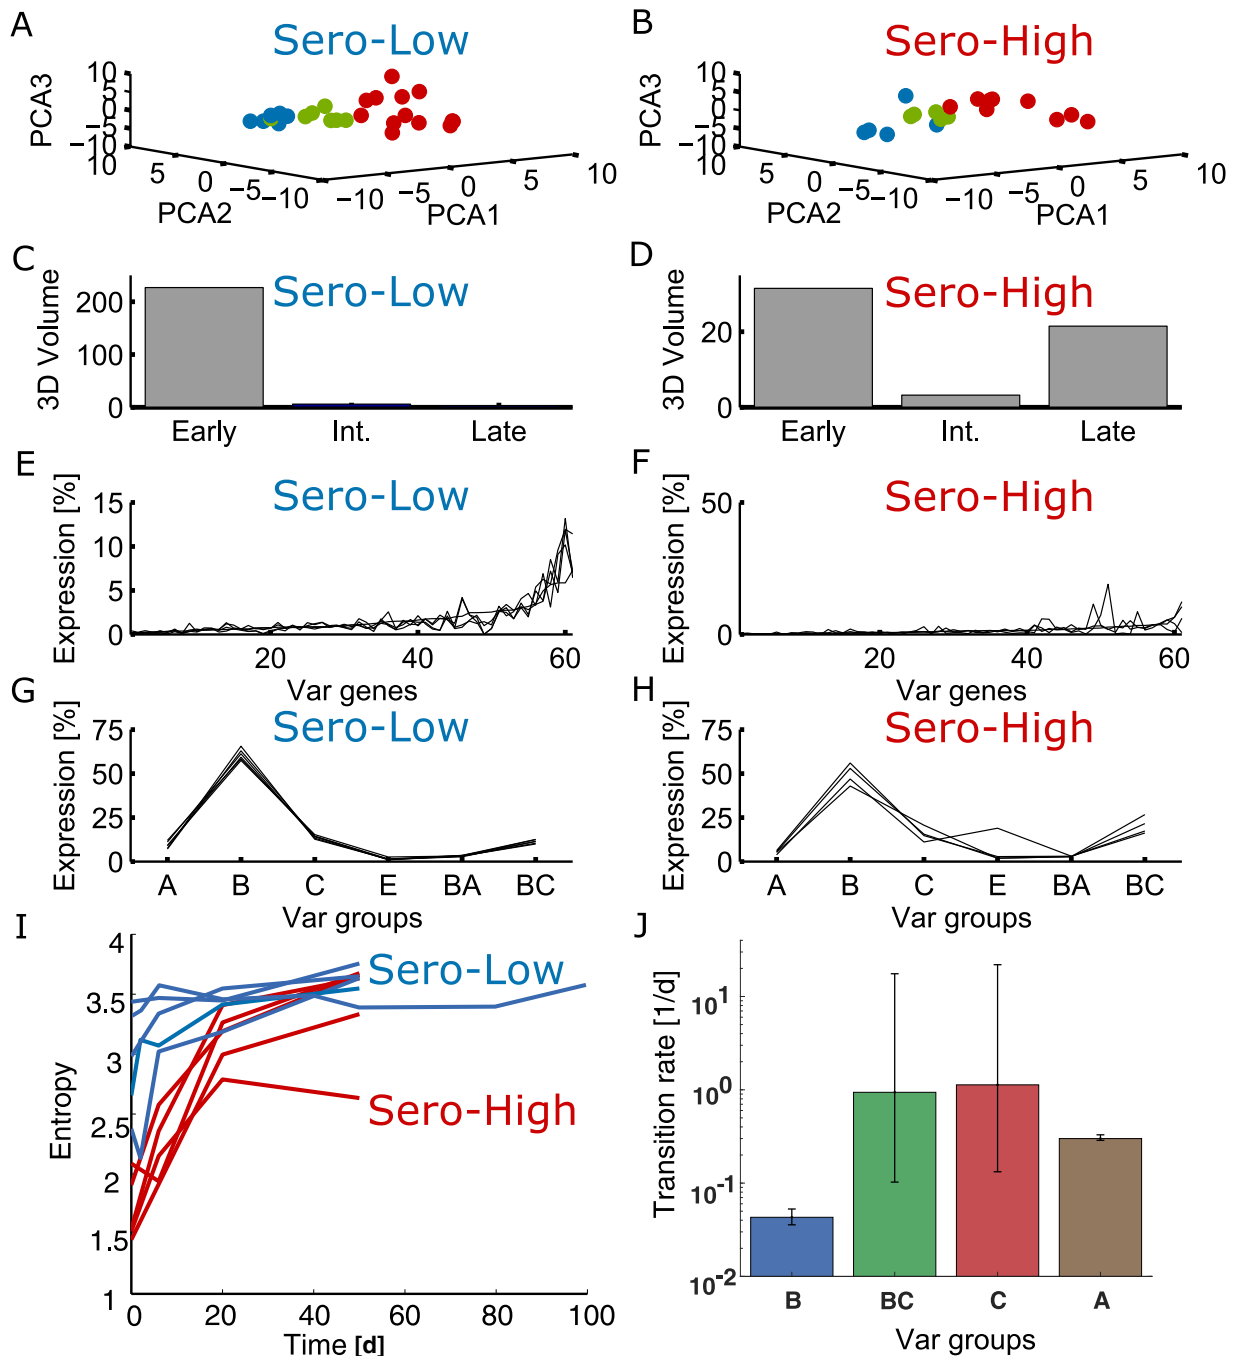 A
Sero-Low
PCA3
10
5
0
−5
−10
10
5
0
−5
−10
PCA2
−10
−5
0
5
10
PCA1
B
Sero-High
PCA3
10
5
0
−5
−10
10
5
0
−5
−10
PCA2
−10
−5
0
5
10
PCA1
C
Sero-Low
3D Volume
200
100
0
Early Int. Late
D
Sero-High
3D Volume
20
0
Early Int. Late
E
Sero-Low
Expression [%]
15
10
5
0
20 40 60
Var genes
F
Sero-High
Expression [%]
50
0
20 40 60
Var genes
G
Sero-Low
Expression [%]
75
50
25
0
A B C E BA BC
Var groups
H
Sero-High
Expression [%]
75
50
25
0
A B C E BA BC
Var groups
I
Entropy
4
3.5
3
2.5
2
1.5
1
Sero-Low
Sero-High
0 20 40 60 80 100
Time [d]
J
Transition rate [1/d]
10¹
10⁰
10⁻¹
10⁻²
B BC C A
Var groups